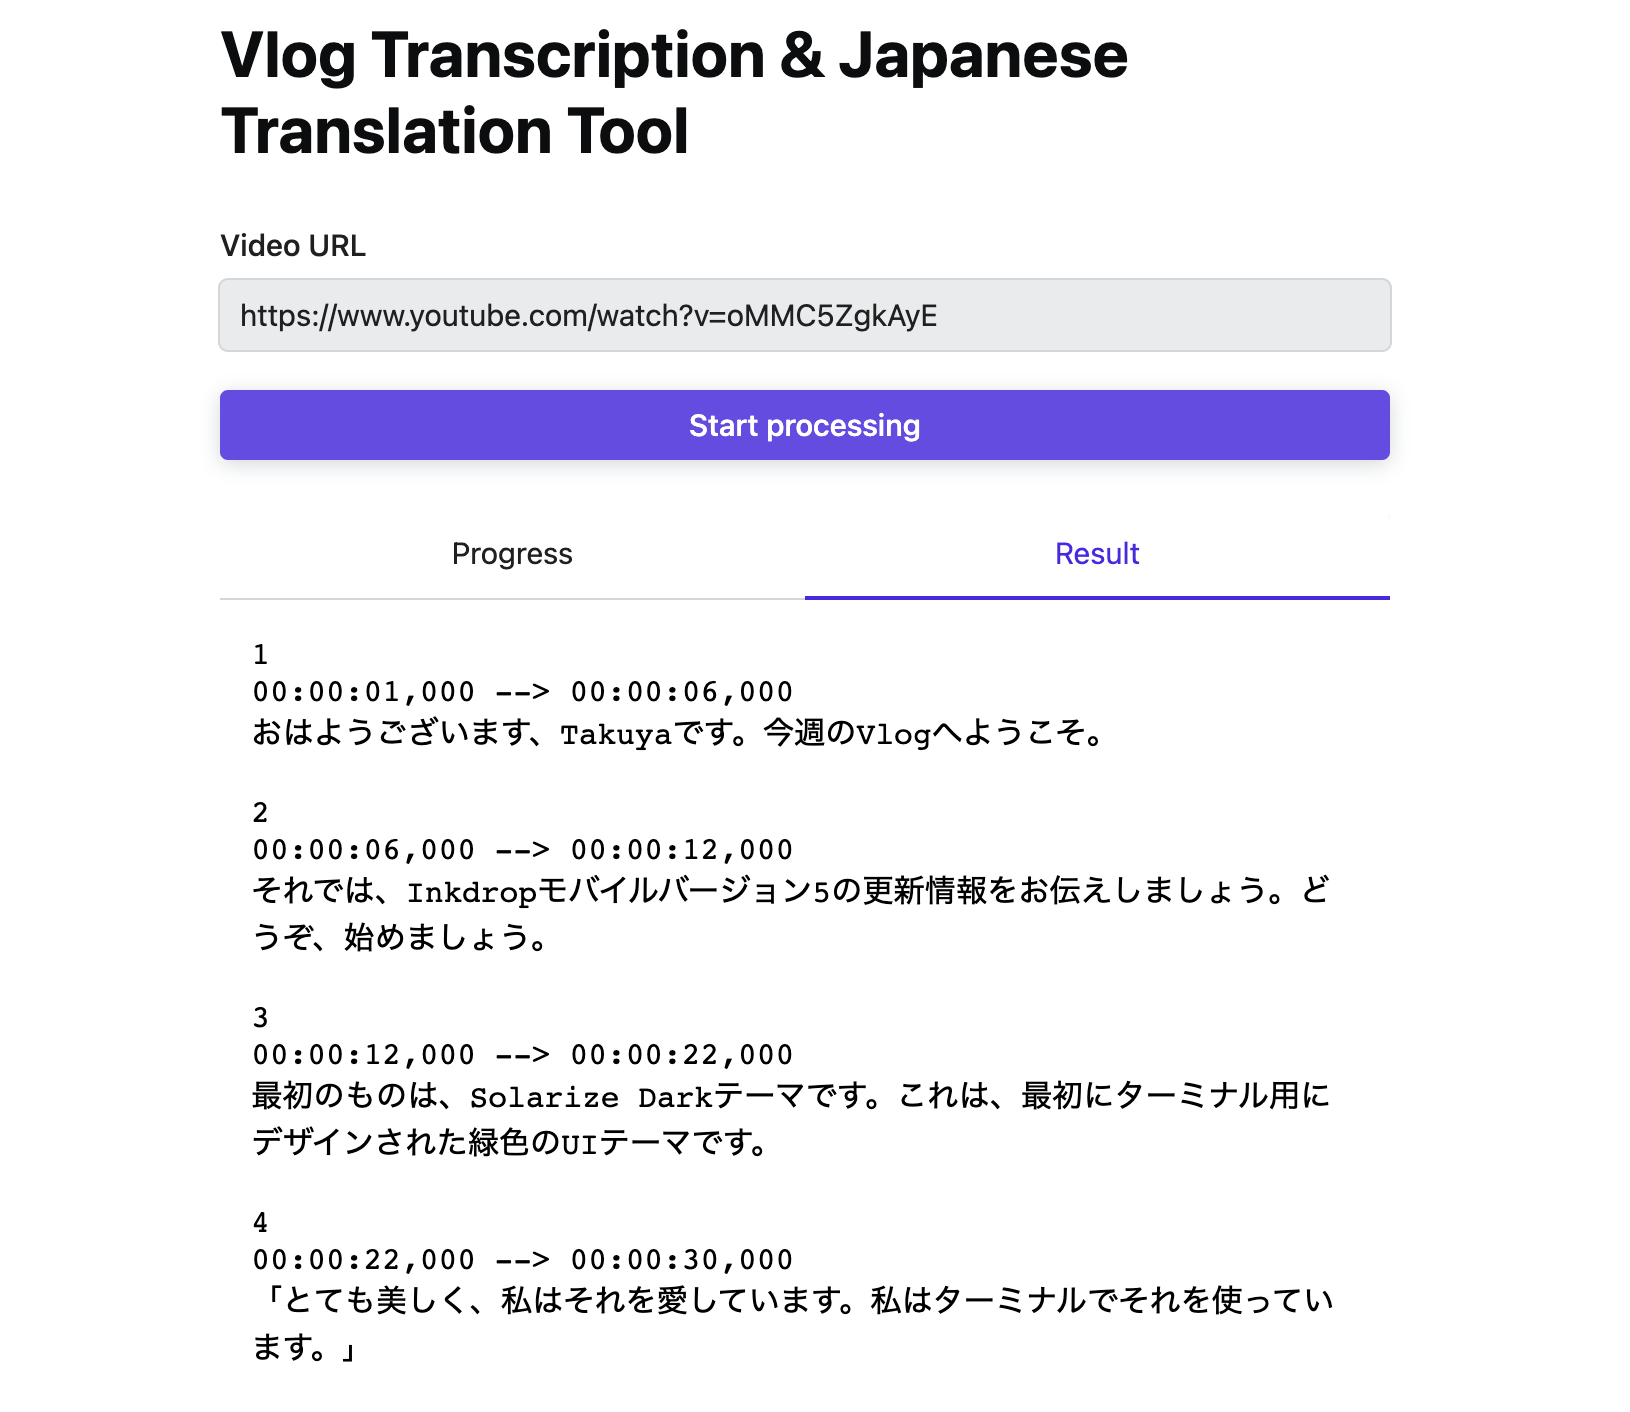 Vlog Transcription & Japanese
Translation Tool
Video URL
https://www.youtube.com/watch?v=oMMC5ZgkAyE
Start processing
Progress
Result
1
00:00:01,000 --> 00:00:06,000
おはようございます、Takuyaです。今週のVlogへようこそ。
2
00:00:06,000 --> 00:00:12,000
それでは、Inkdropモバイルバージョン5の更新情報をお伝えしましょう。ど
うぞ、始めましょう。
3
00:00:12,000 --> 00:00:22,000
最初のものは、Solarize Darkテーマです。これは、最初にターミナル用に
デザインされた緑色のUIテーマです。
4
00:00:22,000 --> 00:00:30,000
「とても美しく、私はそれを愛しています。私はターミナルでそれを使ってい
ます。」